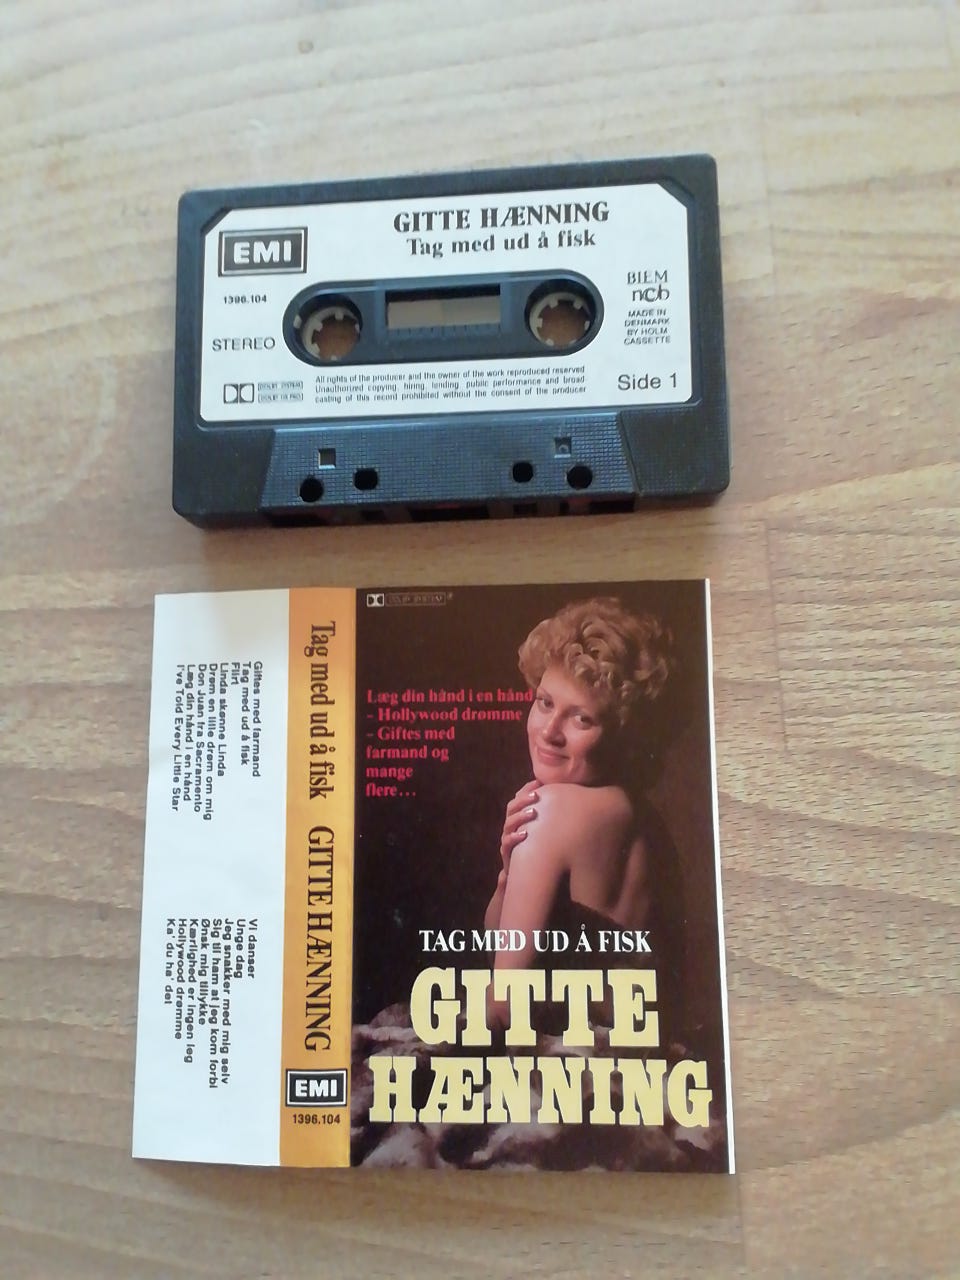 GITTE HÆNNING
Tag med ud å fisk
EMI
1396.104
STEREO
BIEM
ncb
MADE IN
DENMARK
BY HOLM
CASSETTE
DOLBY SYSTEM
DOLBY HX PRO
All rights of the producer and the owner of the work reproduced reserved
Unauthorized copying, hiring, lending, public performance and broad
casting of this record prohibited without the consent of the producer
Side 1
Giftes med farmand
Tag med ud å fisk
Flirt
Linda skønne Linda
Drøm en lille drøm om mig
Don Juan fra Sacramento
Læg din hånd i en hånd
I've Told Every Little Star
Vi danser
Unge dag
Jeg snakker med mig selv
Sig til ham at jeg kom forbi
Ønsk mig tillykke
Kærlighed er ingen leg
Hollywood drømme
Ka' du ha' det
Tag med ud å fisk GITTE HÆNNING
EMI
1396.104
DOLBY SYSTEM
Læg din hånd i en hånd
- Hollywood drømme
- Giftes med
farmand og
mange
flere...
TAG MED UD Å FISK
GITTE
HÆNNING